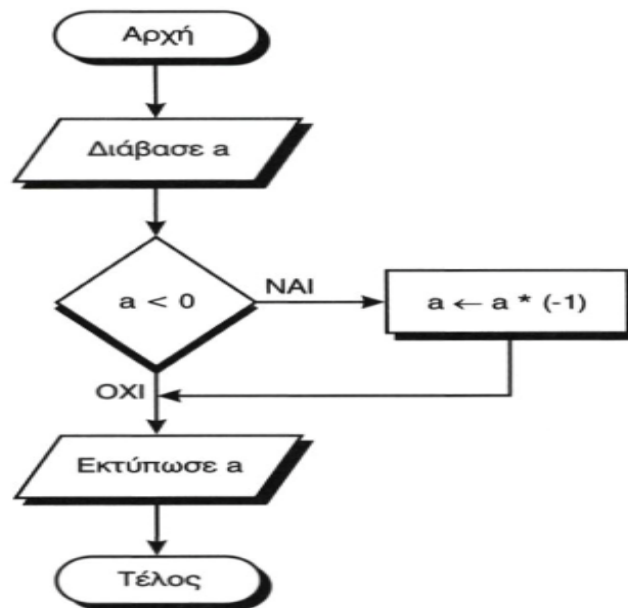 Αρχή
Διάβασε a
a < 0
ΝΑΙ
a ← a * (-1)
ΟΧΙ
Εκτύπωσε a
Τέλος